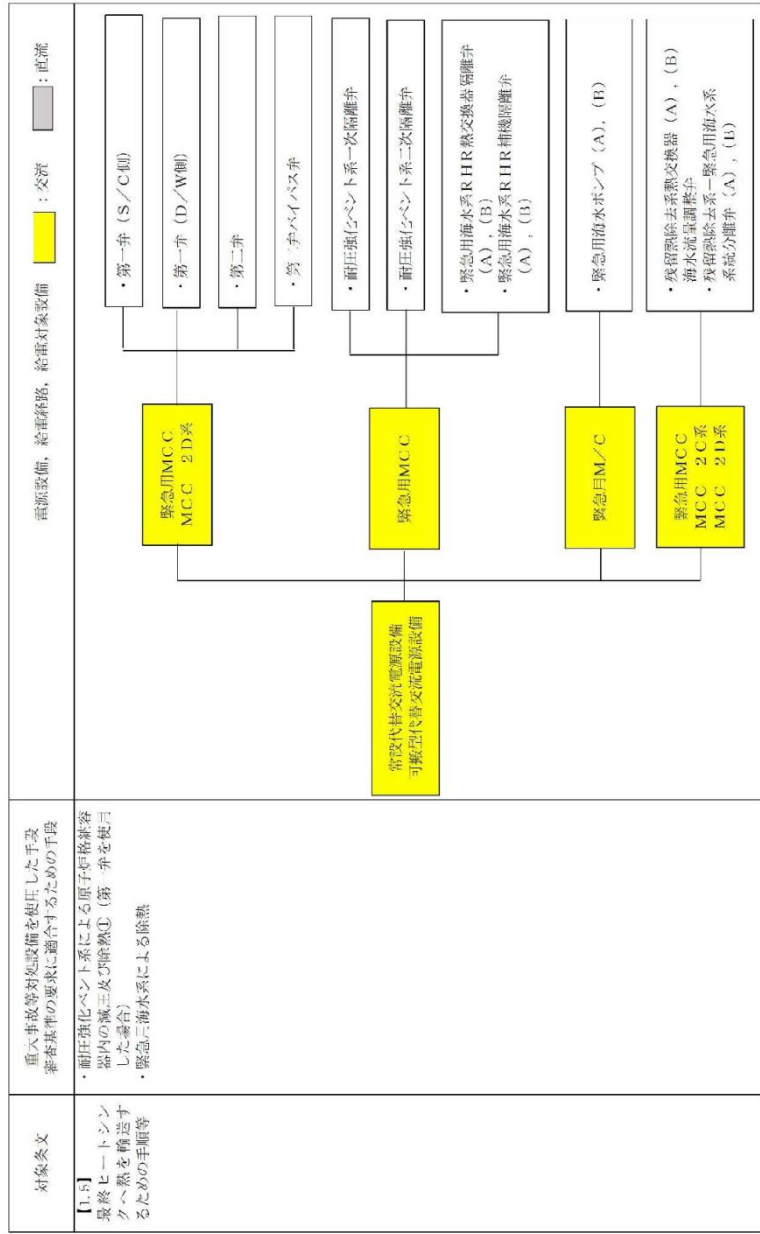 対象条文
重大事故等対処設備を使用した手段
審査基準の要求に適合するための手段
電源設備，給電経路，給電対象設備
：交流
：直流
【1.5】
最終ヒートシン
クへ熱を輸送す
るための手順等
・耐圧強化ベント系による原子炉格納容
器内の減圧及び除熱① (第一弁を使用
した場合)
・緊急用海水系による除熱
常設代替交流電源設備
可搬型代替交流電源設備
緊急用ＭＣＣ
ＭＣＣ ２Ｄ系
・第一弁 (Ｓ／Ｃ側)
・第一弁 (Ｄ／Ｗ側)
・第二弁
・第二弁バイパス弁
緊急用ＭＣＣ
・耐圧強化ベント系一次隔離弁
・耐圧強化ベント系二次隔離弁
・緊急用海水系ＲＨＲ熱交換器隔離弁
(Ａ)，(Ｂ)
・緊急用海水系ＲＨＲ補機隔離弁
(Ａ)，(Ｂ)
緊急用Ｍ／Ｃ
・緊急用海水ポンプ (Ａ)，(Ｂ)
緊急用ＭＣＣ
ＭＣＣ ２Ｃ系
ＭＣＣ ２Ｄ系
・残留熱除去系熱交換器 (Ａ)，(Ｂ)
海水流量調整弁
・残留熱除去系－緊急用海水系
系統分離弁 (Ａ)，(Ｂ)